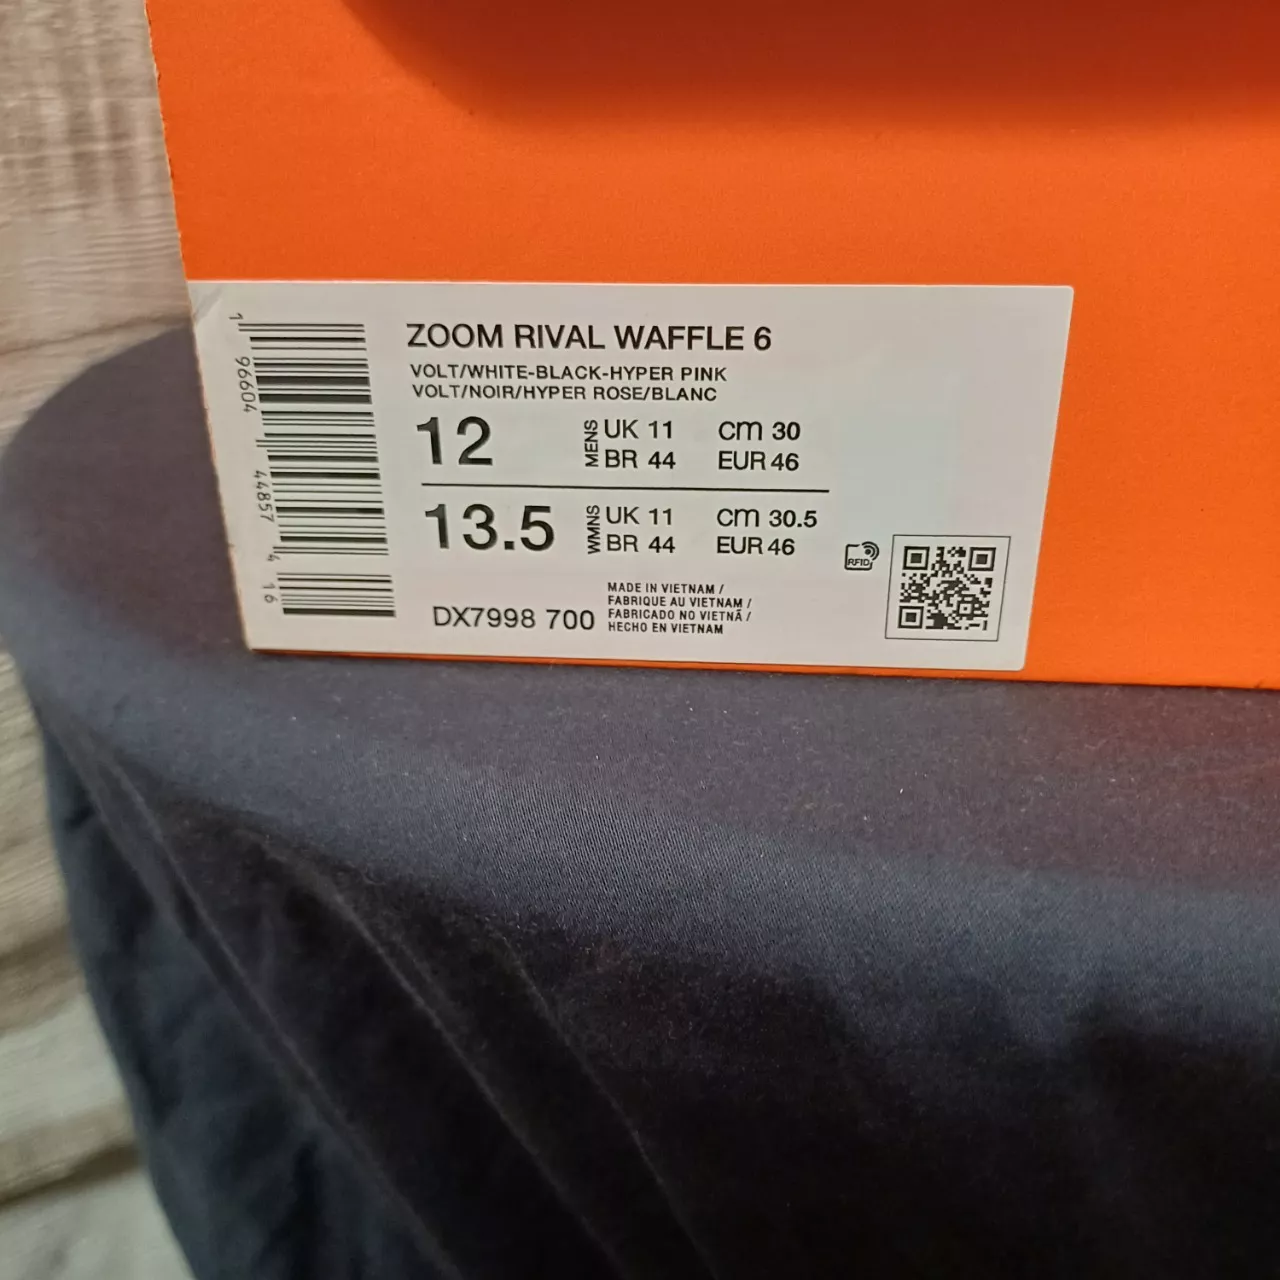 ZOOM RIVAL WAFFLE 6
VOLT/WHITE-BLACK-HYPER PINK
VOLT/NOIR/HYPER ROSE/BLANC
12 MENS UK 11 cm 30
BR 44 EUR 46
13.5 WMNS UK 11 cm 30.5
BR 44 EUR 46
DX7998 700
MADE IN VIETNAM /
FABRIQUE AU VIETNAM /
FABRICADO NO VIETNÃ /
HECHO EN VIETNAM
RFID
1 96604 44857 4 16